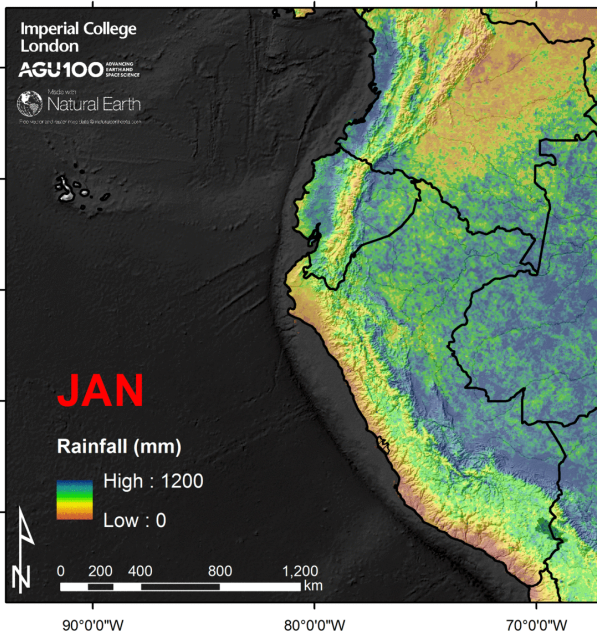 Imperial College
London
AGU100 ADVANCING
EARTH AND
SPACE SCIENCE
Made with
Natural Earth
JAN
Rainfall (mm)
High : 1200
Low : 0
N
0 200 400 800 1,200
km
90°0'0"W 80°0'0"W 70°0'0"W